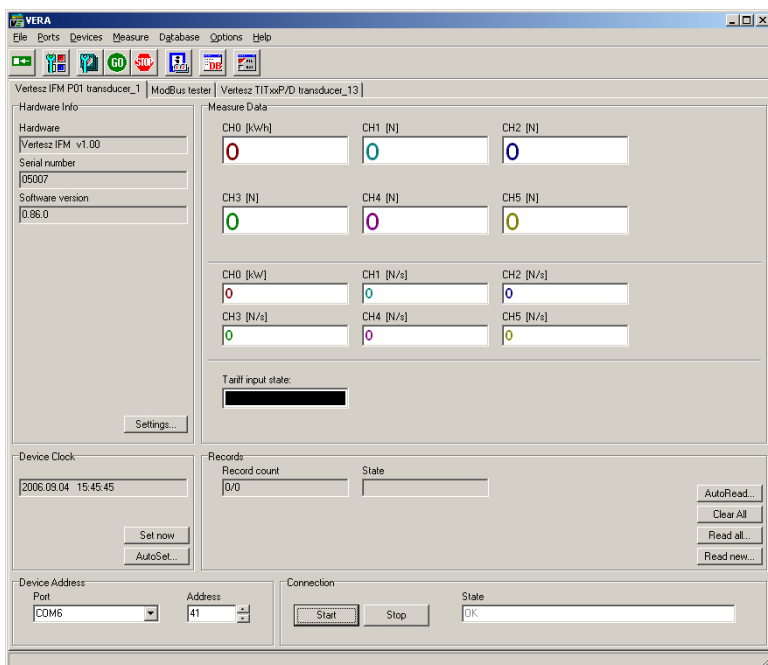 VERA
File Ports Devices Measure Database Options Help
GO STOP DB
Vertesz IFM P01 transducer_1 ModBus tester Vertesz TITxxP/D transducer_13
Hardware Info
Hardware
Vertesz IFM v1.00
Serial number
05007
Software version
0.86.0
Settings...
Measure Data
CH0 [kWh] CH1 [N] CH2 [N]
0 0 0
CH3 [N] CH4 [N] CH5 [N]
0 0 0
CH0 [kW] CH1 [N/s] CH2 [N/s]
0 0 0
CH3 [N/s] CH4 [N/s] CH5 [N/s]
0 0 0
Tariff input state:
Device Clock
2006.09.04 15:45:45
Set now
AutoSet...
Records
Record count State
0/0
AutoRead...
Clear All
Read all...
Read new...
Device Address
Port Address
COM6 41
Connection
Start Stop
State
OK